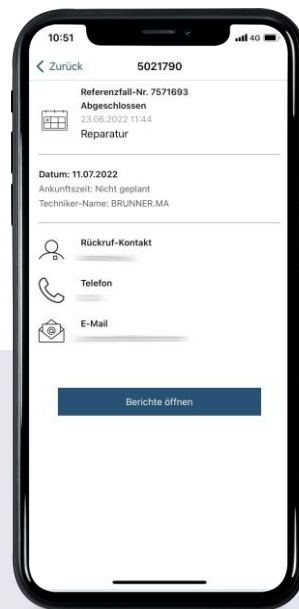 10:51
4G
Zurück
5021790
Referenzfall-Nr. 7571693
Abgeschlossen
23.06.2022 11:44
Reparatur
Datum: 11.07.2022
Ankunftszeit: Nicht geplant
Techniker-Name: BRUNNER.MA
Rückruf-Kontakt
Telefon
E-Mail
Berichte öffnen